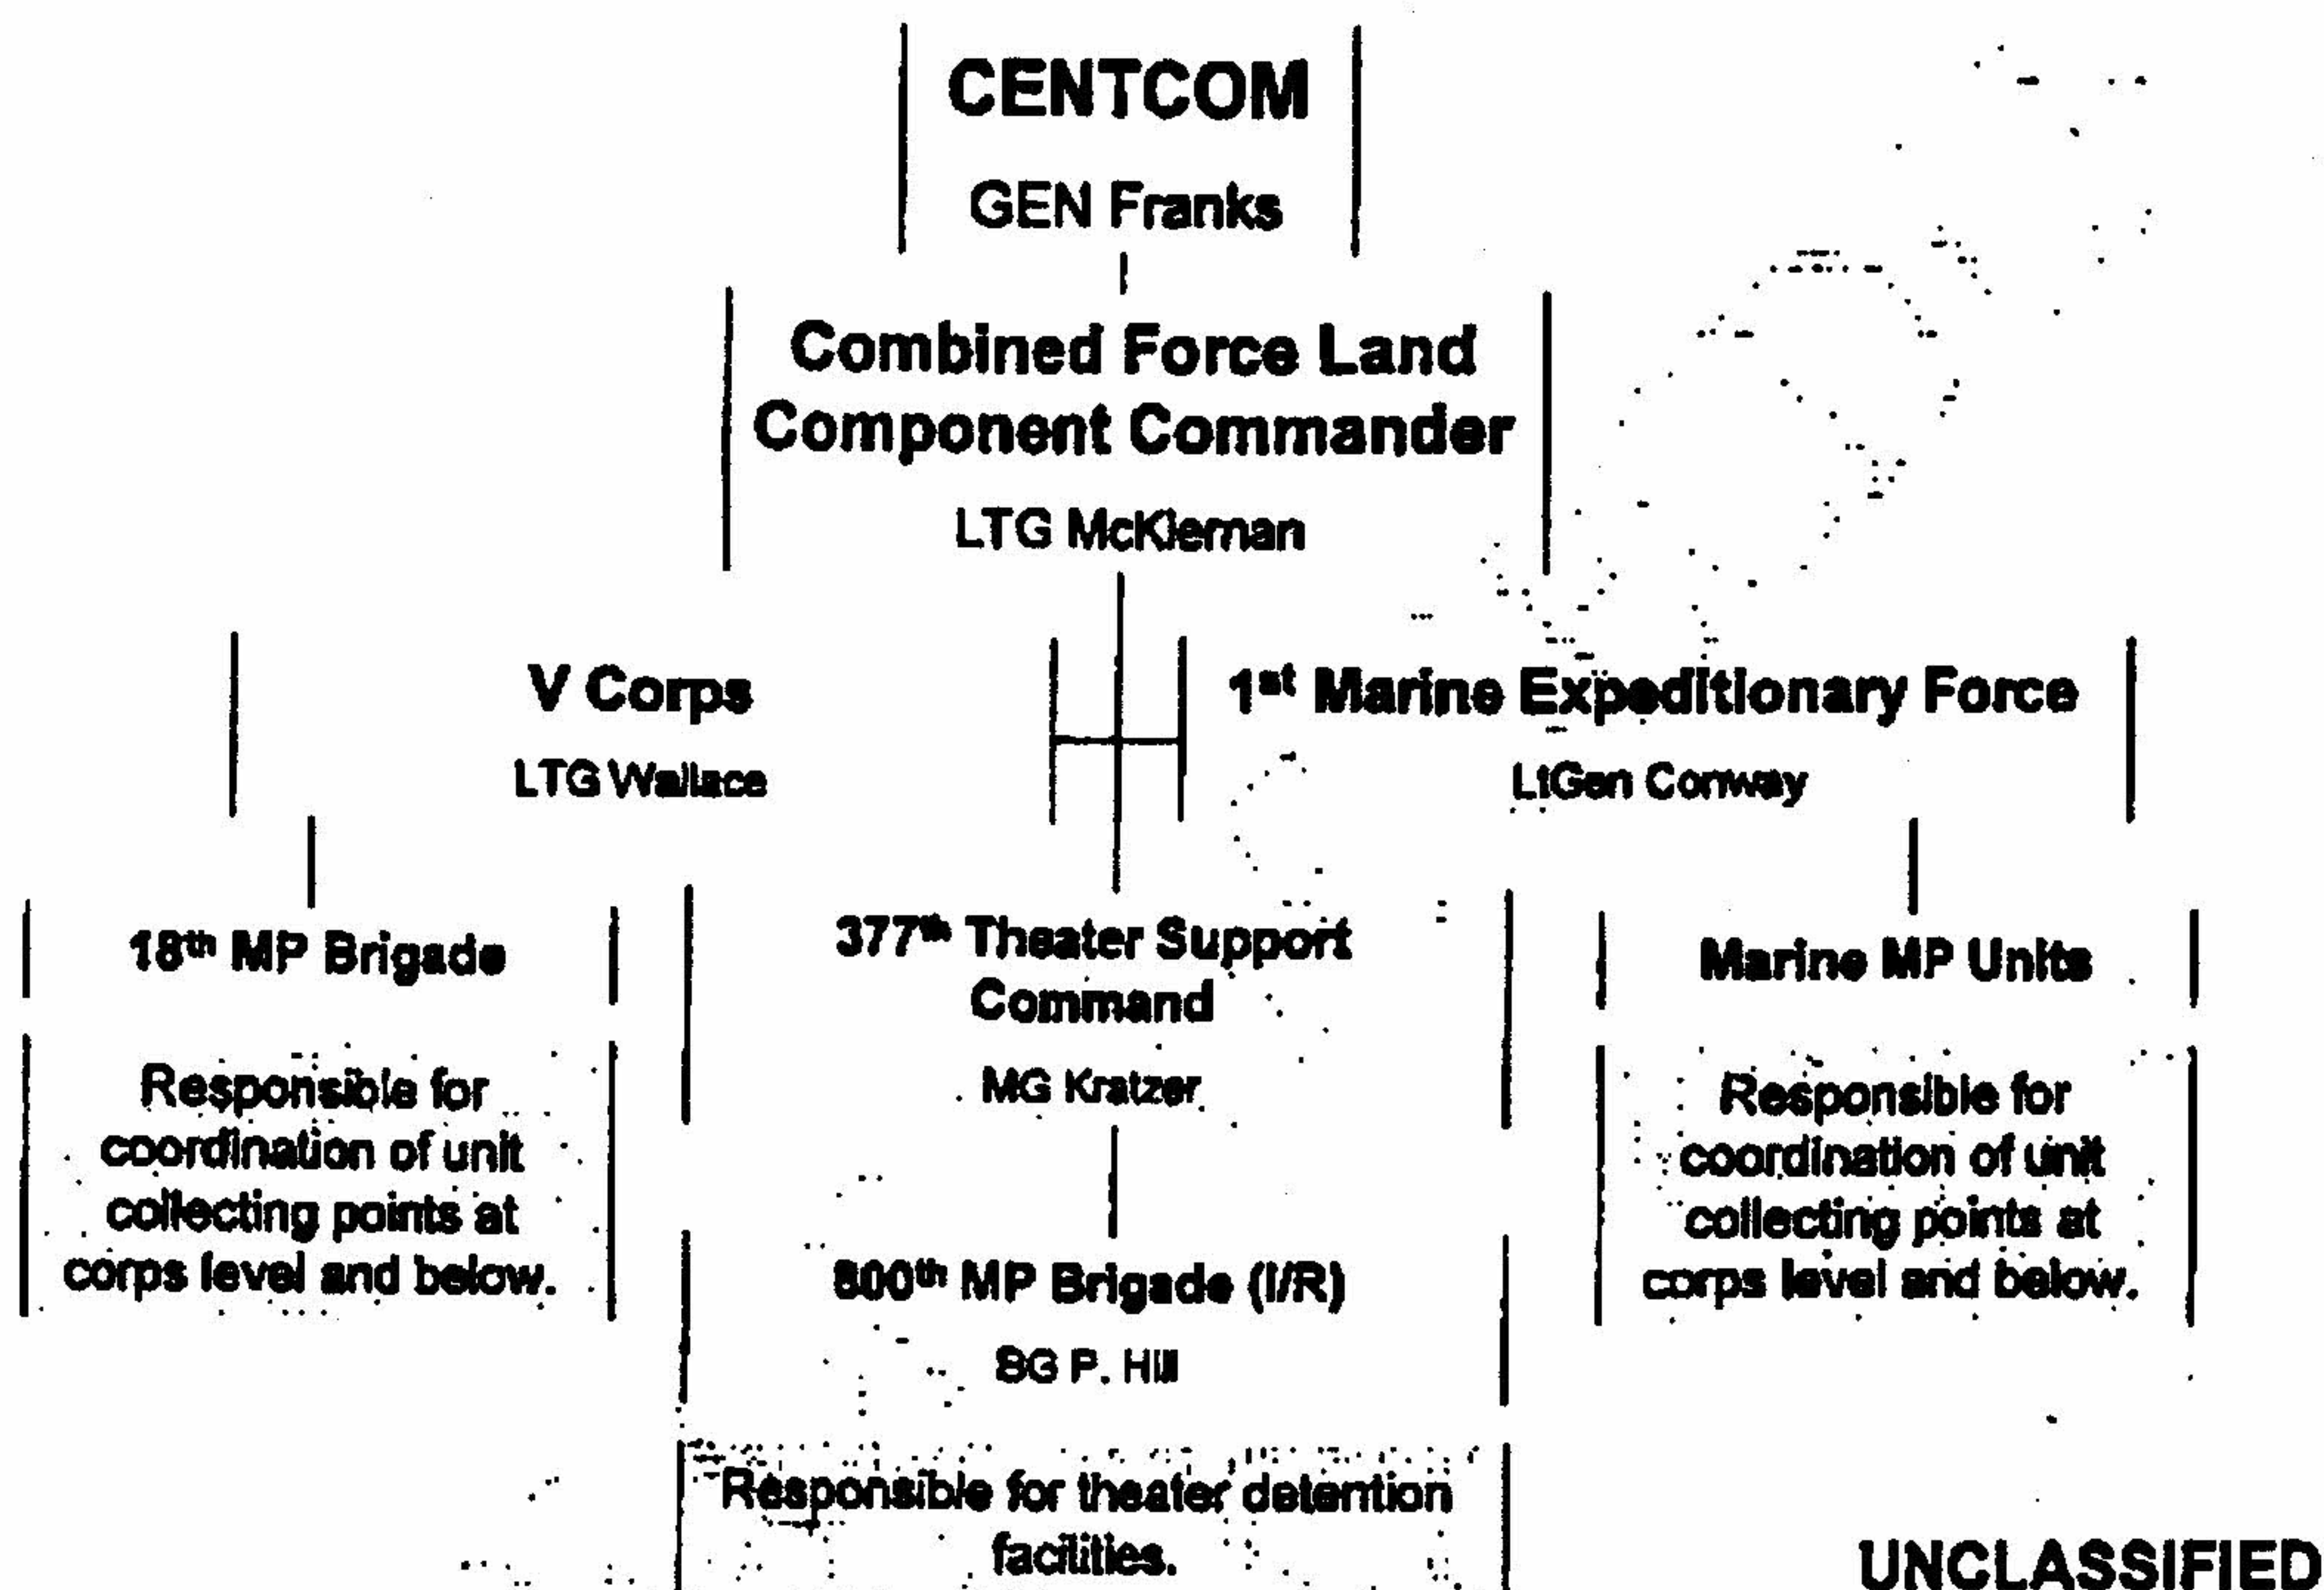 CENTCOM
GEN Franks
Combined Force Land
Component Commander
LTG McKiernan
V Corps
LTG Wallace
1st Marine Expeditionary Force
LtGen Conway
18th MP Brigade
377th Theater Support
Command
MG Kratzer
Marine MP Units
Responsible for
coordination of unit
collecting points at
corps level and below.
800th MP Brigade (I/R)
BG P. Hill
Responsible for
coordination of unit
collecting points at
corps level and below.
Responsible for theater detention
facilities.
UNCLASSIFIED